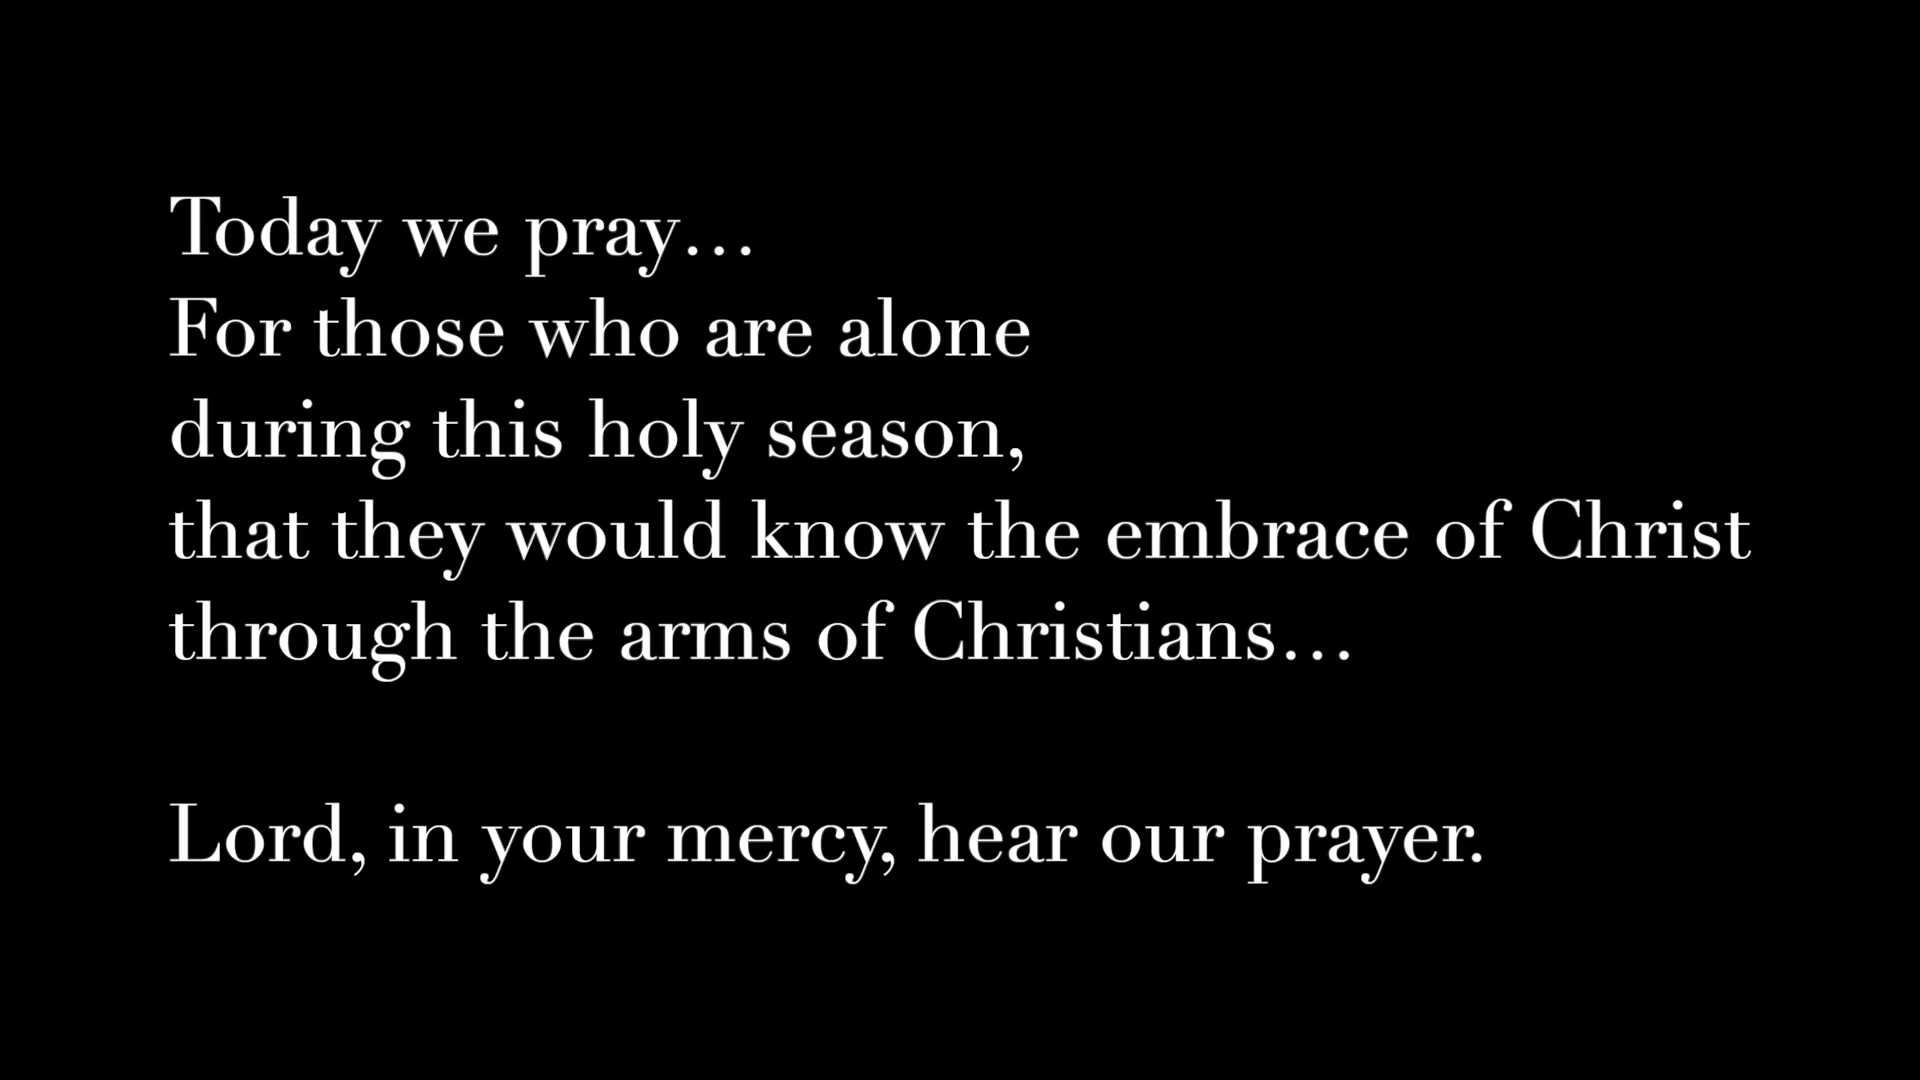 Today we pray…
For those who are alone
during this holy season,
that they would know the embrace of Christ
through the arms of Christians…
Lord, in your mercy, hear our prayer.